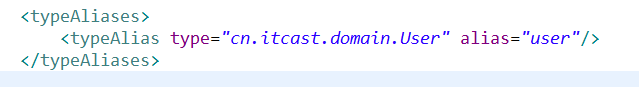 <typeAliases>
<typeAlias type="cn.itcast.domain.User" alias="user"/>
</typeAliases>